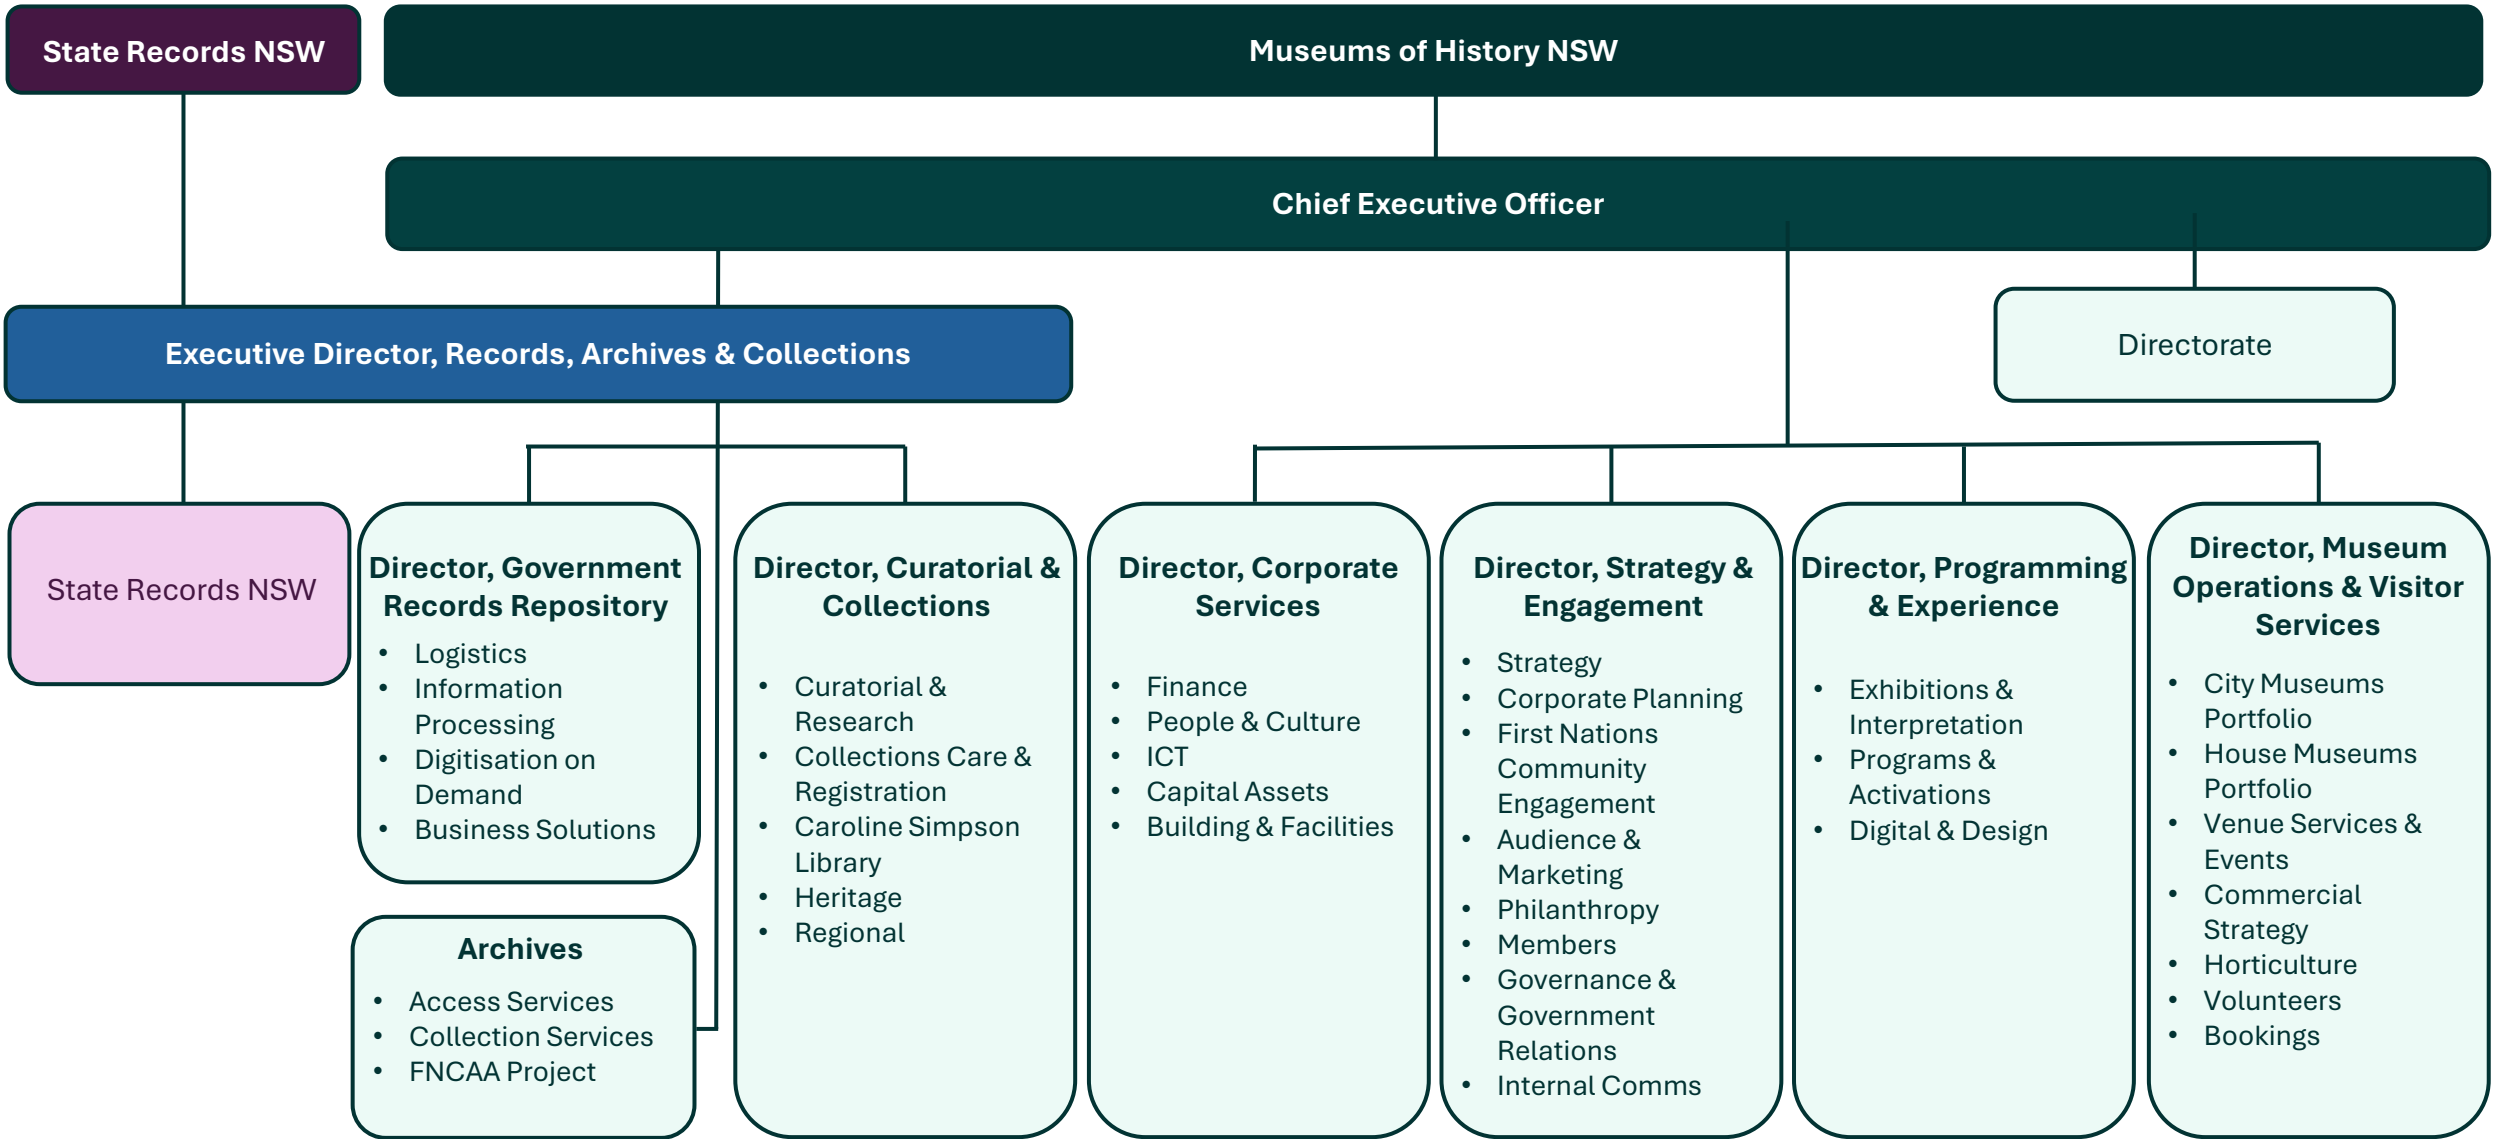 State Records NSW
Museums of History NSW
Chief Executive Officer
Executive Director, Records, Archives & Collections
Directorate
State Records NSW
Director, Government
Records Repository
• Logistics
• Information
Processing
• Digitisation on
Demand
• Business Solutions
Archives
• Access Services
• Collection Services
• FNCAA Project
Director, Curatorial &
Collections
• Curatorial &
Research
• Collections Care &
Registration
• Caroline Simpson
Library
• Heritage
• Regional
Director, Corporate
Services
• Finance
• People & Culture
• ICT
• Capital Assets
• Building & Facilities
Director, Strategy &
Engagement
• Strategy
• Corporate Planning
• First Nations
Community
Engagement
• Audience &
Marketing
• Philanthropy
• Members
• Governance &
Government
Relations
• Internal Comms
Director, Programming
& Experience
• Exhibitions &
Interpretation
• Programs &
Activations
• Digital & Design
Director, Museum
Operations & Visitor
Services
• City Museums
Portfolio
• House Museums
Portfolio
• Venue Services &
Events
• Commercial
Strategy
• Horticulture
• Volunteers
• Bookings